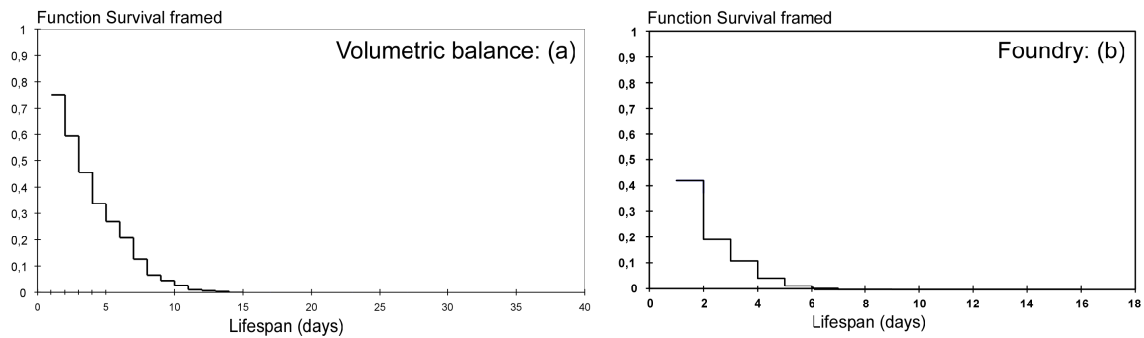 Function Survival framed
Volumetric balance: (a)
1
0,9
0,8
0,7
0,6
0,5
0,4
0,3
0,2
0,1
0
0 5 10 15 20 25 30 35 40
Lifespan (days)
Function Survival framed
Foundry: (b)
1
0,9
0,8
0,7
0,6
0,5
0,4
0,3
0,2
0,1
0
0 2 4 6 8 10 12 14 16 18
Lifespan (days)